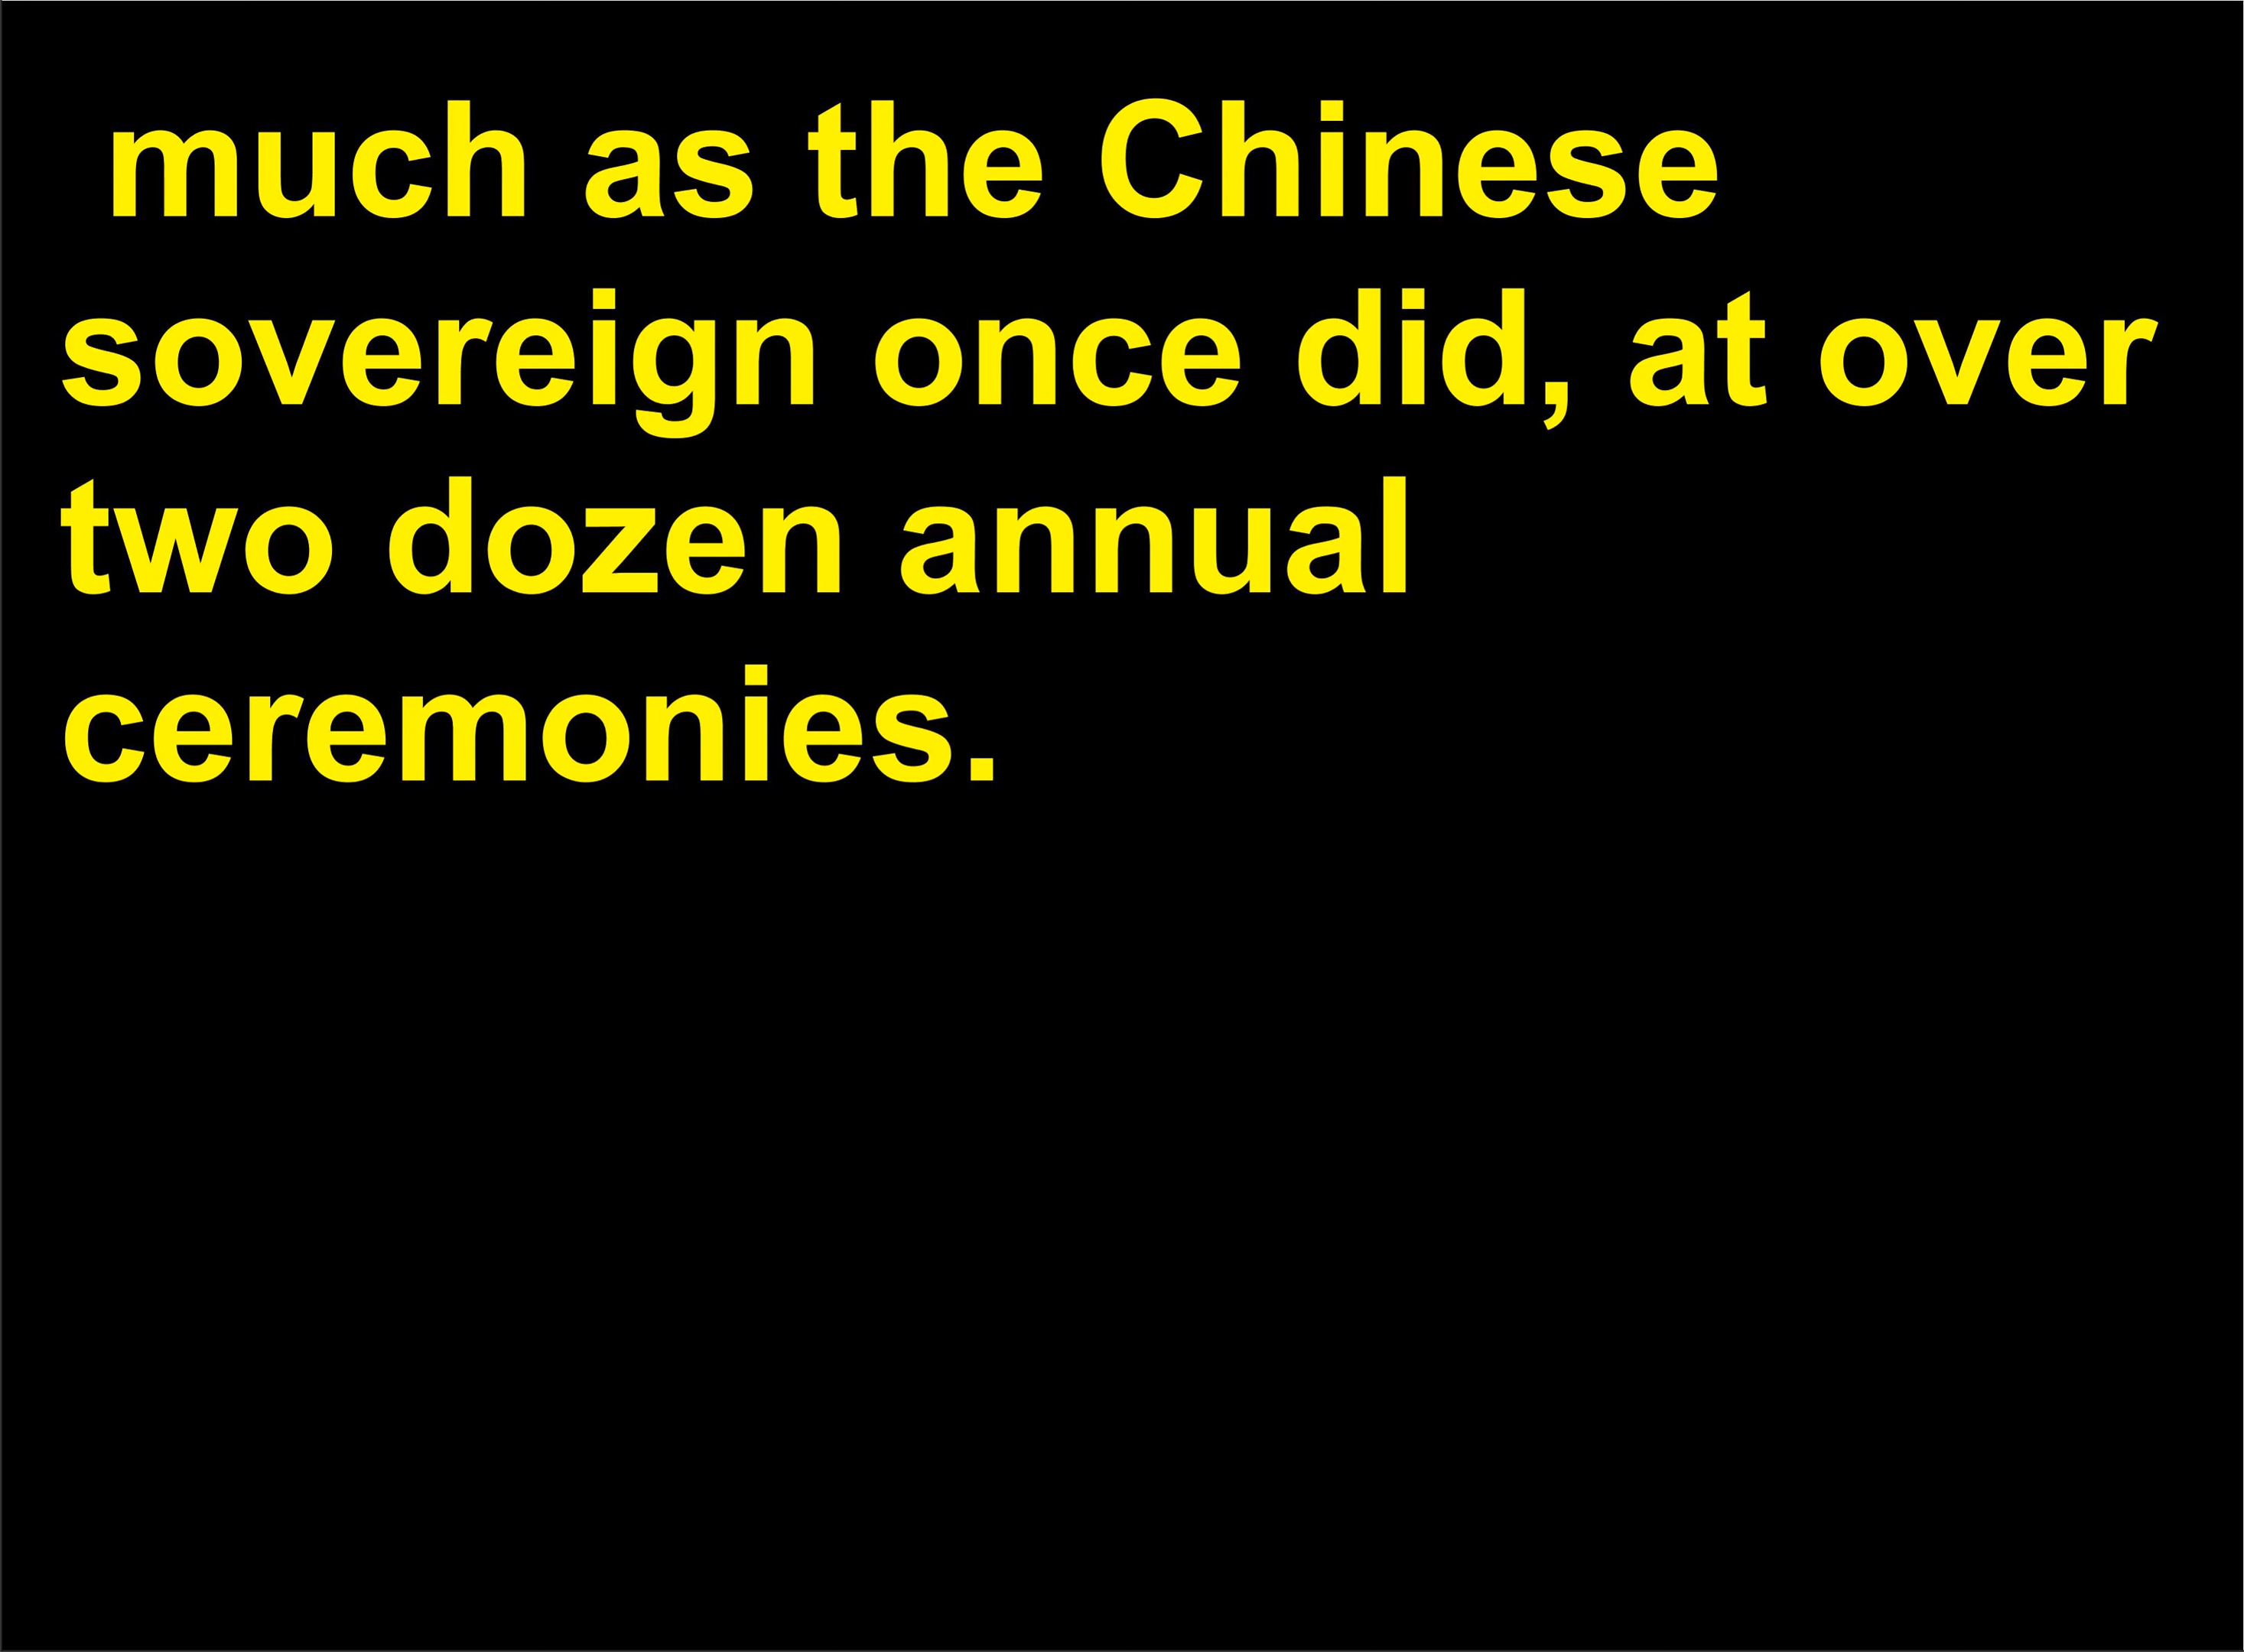 much as the Chinese
sovereign once did, at over
two dozen annual
ceremonies.